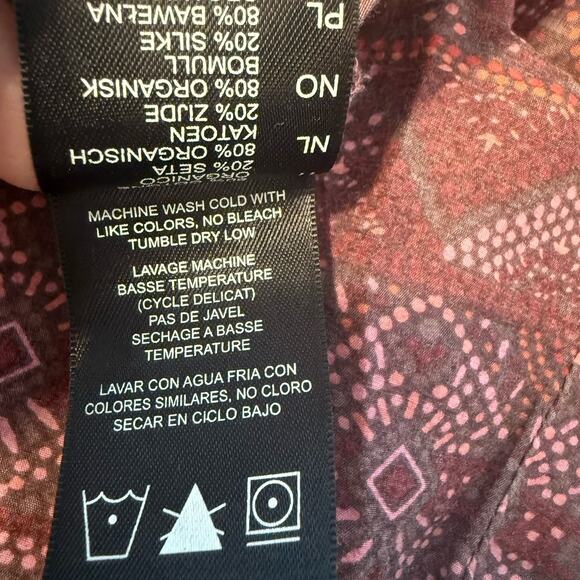 ORGANICO
20% SETA
NL 80% ORGANISCH
KATOEN
20% ZIJDE
NO 80% ORGANISK
BOMULL
20% SILKE
PL 80% BAWEŁNA
MACHINE WASH COLD WITH
LIKE COLORS, NO BLEACH
TUMBLE DRY LOW
LAVAGE MACHINE
BASSE TEMPERATURE
(CYCLE DELICAT)
PAS DE JAVEL
SECHAGE A BASSE
TEMPERATURE
LAVAR CON AGUA FRIA CON
COLORES SIMILARES, NO CLORO
SECAR EN CICLO BAJO